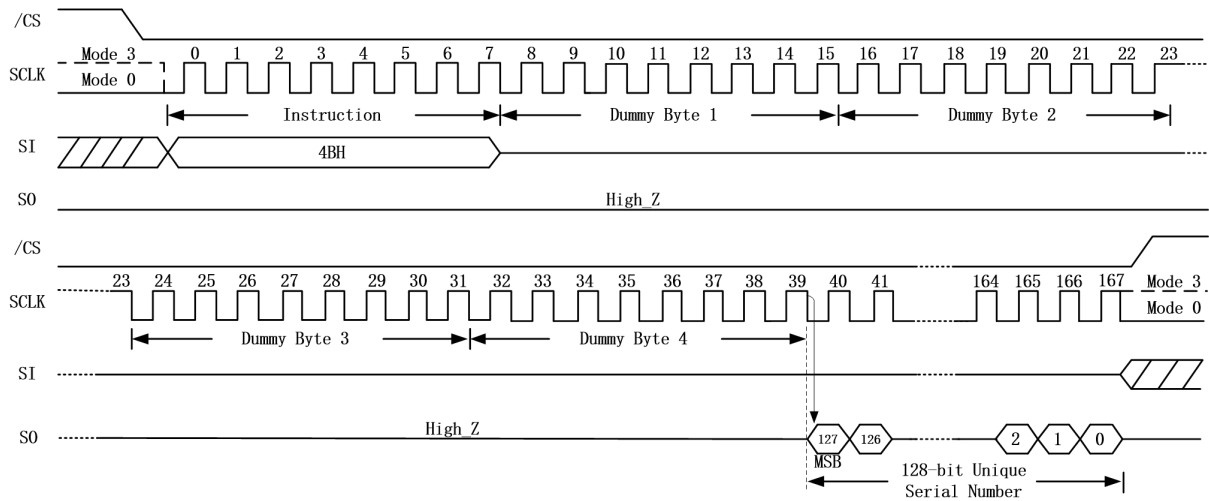 /CS
0 1 2 3 4 5 6 7 8 9 10 11 12 13 14 15 16 17 18 19 20 21 22 23
Mode 3
SCLK
Mode 0
Instruction Dummy Byte 1 Dummy Byte 2
SI 4BH
SO High_Z
/CS
23 24 25 26 27 28 29 30 31 32 33 34 35 36 37 38 39 40 41 164 165 166 167 Mode 3
SCLK
Mode 0
Dummy Byte 3 Dummy Byte 4
SI
SO High_Z 127 126 2 1 0
MSB
128-bit Unique
Serial Number